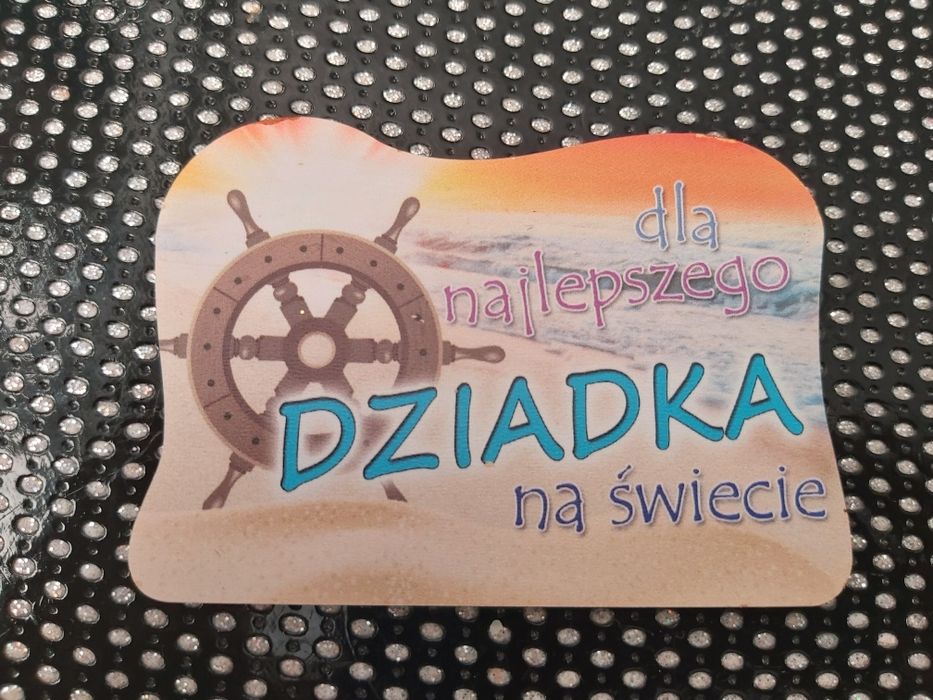 dla
najlepszego
DZIADKA
na świecie